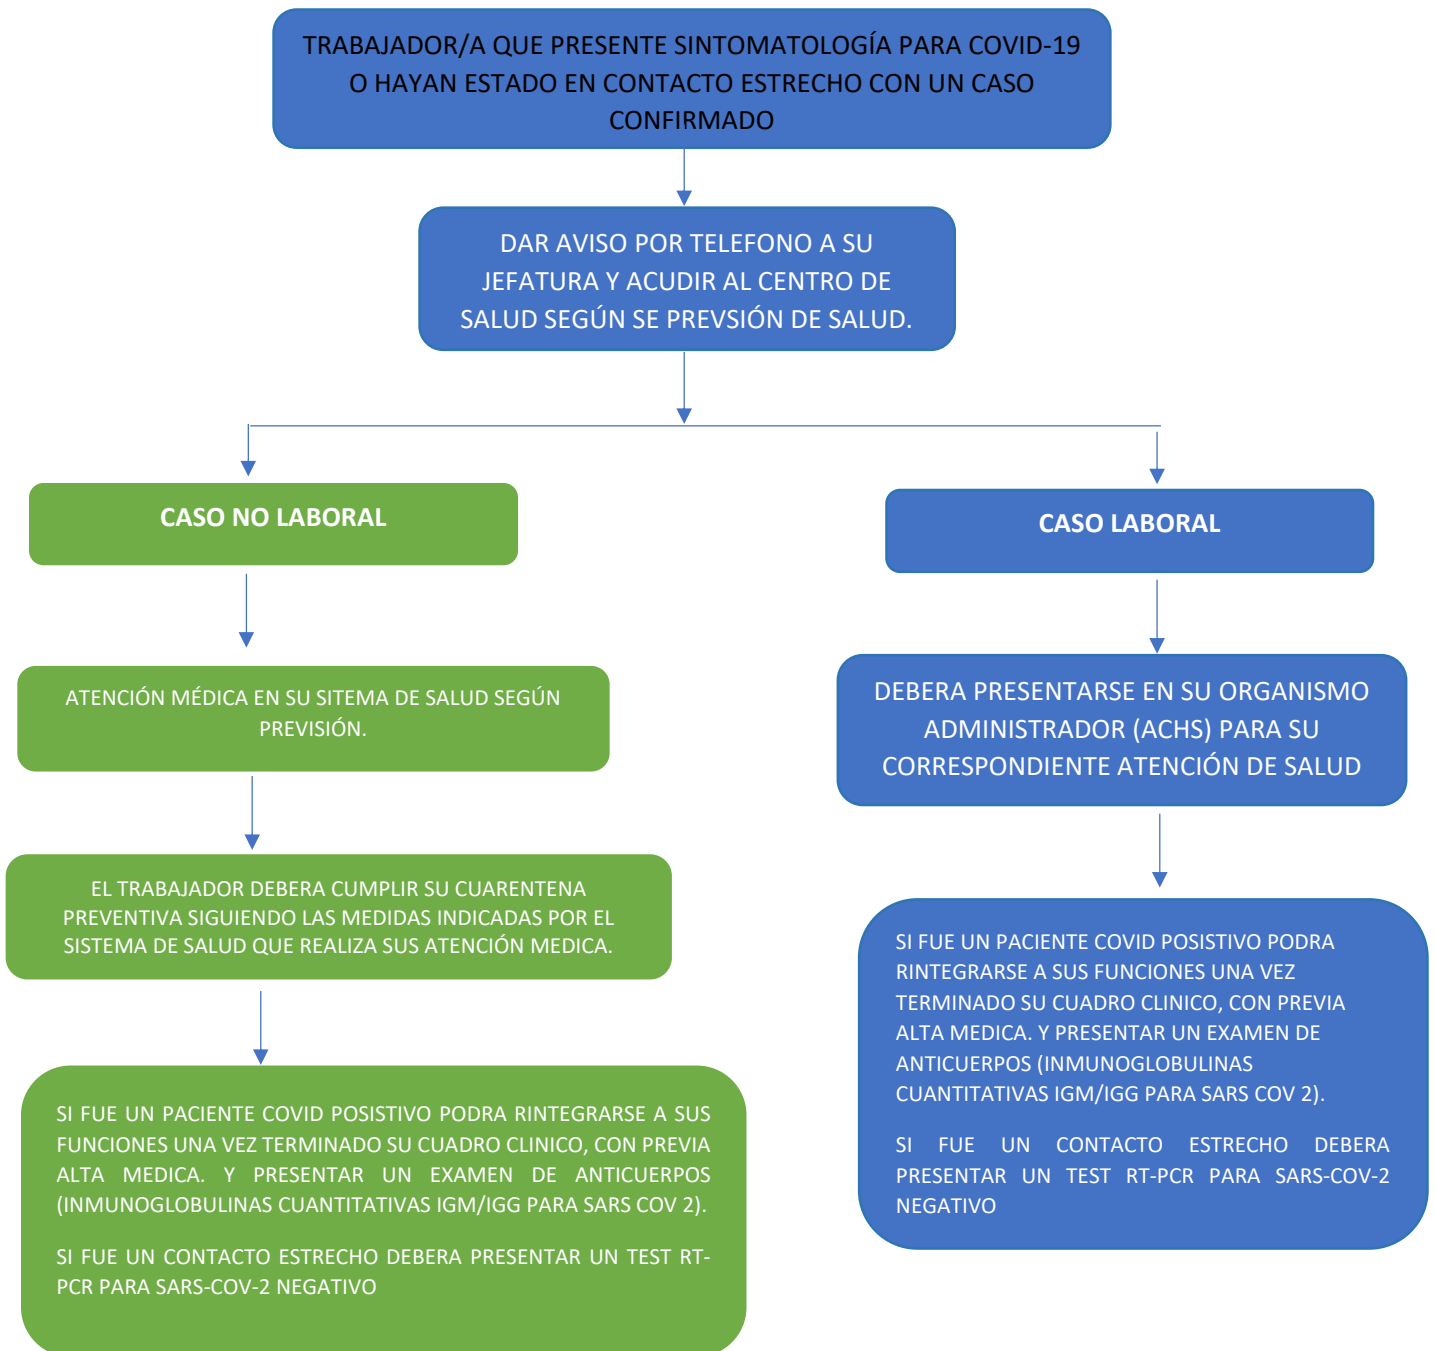 TRABAJADOR/A QUE PRESENTE SINTOMATOLOGÍA PARA COVID-19
O HAYAN ESTADO EN CONTACTO ESTRECHO CON UN CASO
CONFIRMADO
DAR AVISO POR TELEFONO A SU
JEFATURA Y ACUDIR AL CENTRO DE
SALUD SEGÚN SE PREVSIÓN DE SALUD.
CASO NO LABORAL
ATENCIÓN MÉDICA EN SU SITEMA DE SALUD SEGÚN
PREVISIÓN.
EL TRABAJADOR DEBERA CUMPLIR SU CUARENTENA
PREVENTIVA SIGUIENDO LAS MEDIDAS INDICADAS POR EL
SISTEMA DE SALUD QUE REALIZA SUS ATENCIÓN MEDICA.
SI FUE UN PACIENTE COVID POSISTIVO PODRA RINTEGRARSE A SUS
FUNCIONES UNA VEZ TERMINADO SU CUADRO CLINICO, CON PREVIA
ALTA MEDICA. Y PRESENTAR UN EXAMEN DE ANTICUERPOS
(INMUNOGLOBULINAS CUANTITATIVAS IGM/IGG PARA SARS COV 2).
SI FUE UN CONTACTO ESTRECHO DEBERA PRESENTAR UN TEST RT-
PCR PARA SARS-COV-2 NEGATIVO
CASO LABORAL
DEBERA PRESENTARSE EN SU ORGANISMO
ADMINISTRADOR (ACHS) PARA SU
CORRESPONDIENTE ATENCIÓN DE SALUD
SI FUE UN PACIENTE COVID POSISTIVO PODRA
RINTEGRARSE A SUS FUNCIONES UNA VEZ
TERMINADO SU CUADRO CLINICO, CON PREVIA
ALTA MEDICA. Y PRESENTAR UN EXAMEN DE
ANTICUERPOS (INMUNOGLOBULINAS
CUANTITATIVAS IGM/IGG PARA SARS COV 2).
SI FUE UN CONTACTO ESTRECHO DEBERA
PRESENTAR UN TEST RT-PCR PARA SARS-COV-2
NEGATIVO